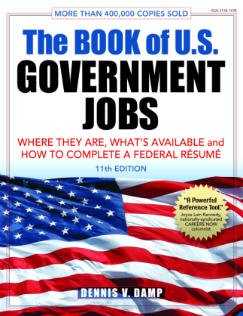 MORE THAN 400,000 COPIES SOLD
The BOOK of U.S.
GOVERNMENT
JOBS
WHERE THEY ARE, WHAT'S AVAILABLE and
HOW TO COMPLETE A FEDERAL RÉSUMÉ
11th EDITION
"A Powerful
Reference Tool."
Joyce Lain Kennedy,
nationally-syndicated
CAREERS NOW
columnist
DENNIS V. DAMP